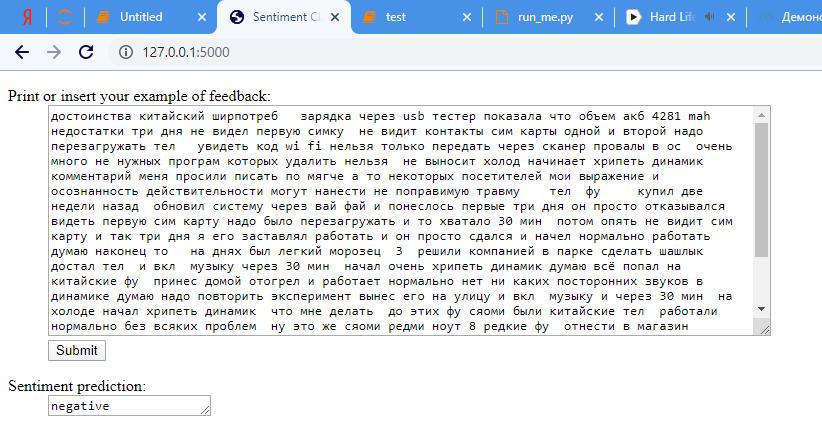 Untitled
Sentiment Cl
test
run_me.py
Hard Life
Демонс
127.0.0.1:5000
Print or insert your example of feedback:
достоинства китайский ширпотреб зарядка через usb тестер показала что объем акб 4281 mah
недостатки три дня не видел первую симку не видит контакты сим карты одной и второй надо
перезагружать тел увидеть код wi fi нельзя только передать через сканер провалы в ос очень
много не нужных програм которых удалить нельзя не выносит холод начинает хрипеть динамик
комментарий меня просили писать по мягче а то некоторых посетителей мои выражение и
осознанность действительности могут нанести не поправимую травму тел фу купил две
недели назад обновил систему через вай фай и понеслось первые три дня он просто отказывался
видеть первую сим карту надо было перезагружать и то хватало 30 мин потом опять не видит сим
карту и так три дня я его заставлял работать и он просто сдался и начел нормально работать
думаю наконец то на днях был легкий морозец 3 решили компанией в парке сделать шашлык
достал тел и вкл музыку через 30 мин начал очень хрипеть динамик думаю всё попал на
китайские фу принес домой отогрел и работает нормально нет ни каких посторонних звуков в
динамике думаю надо повторить эксперимент вынес его на улицу и вкл музыку и через 30 мин на
холоде начал хрипеть динамик что мне делать до этих фу сяоми были китайские тел работали
нормально без всяких проблем ну это же сяоми редми ноут 8 редкие фу отнести в магазин
Submit
Sentiment prediction:
negative